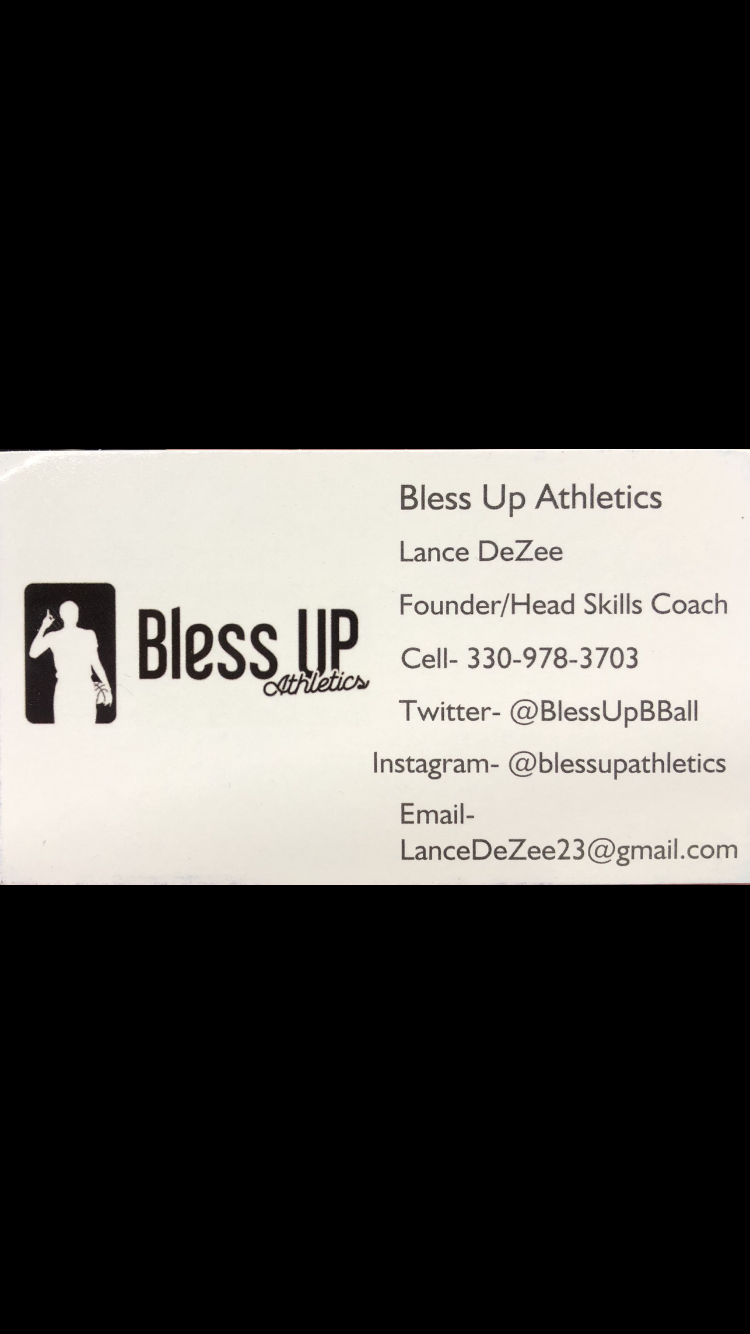 Bless UP
Athletics
Bless Up Athletics
Lance DeZee
Founder/Head Skills Coach
Cell- 330-978-3703
Twitter- @BlessUpBBall
Instagram- @blessupathletics
Email-
LanceDeZee23@gmail.com